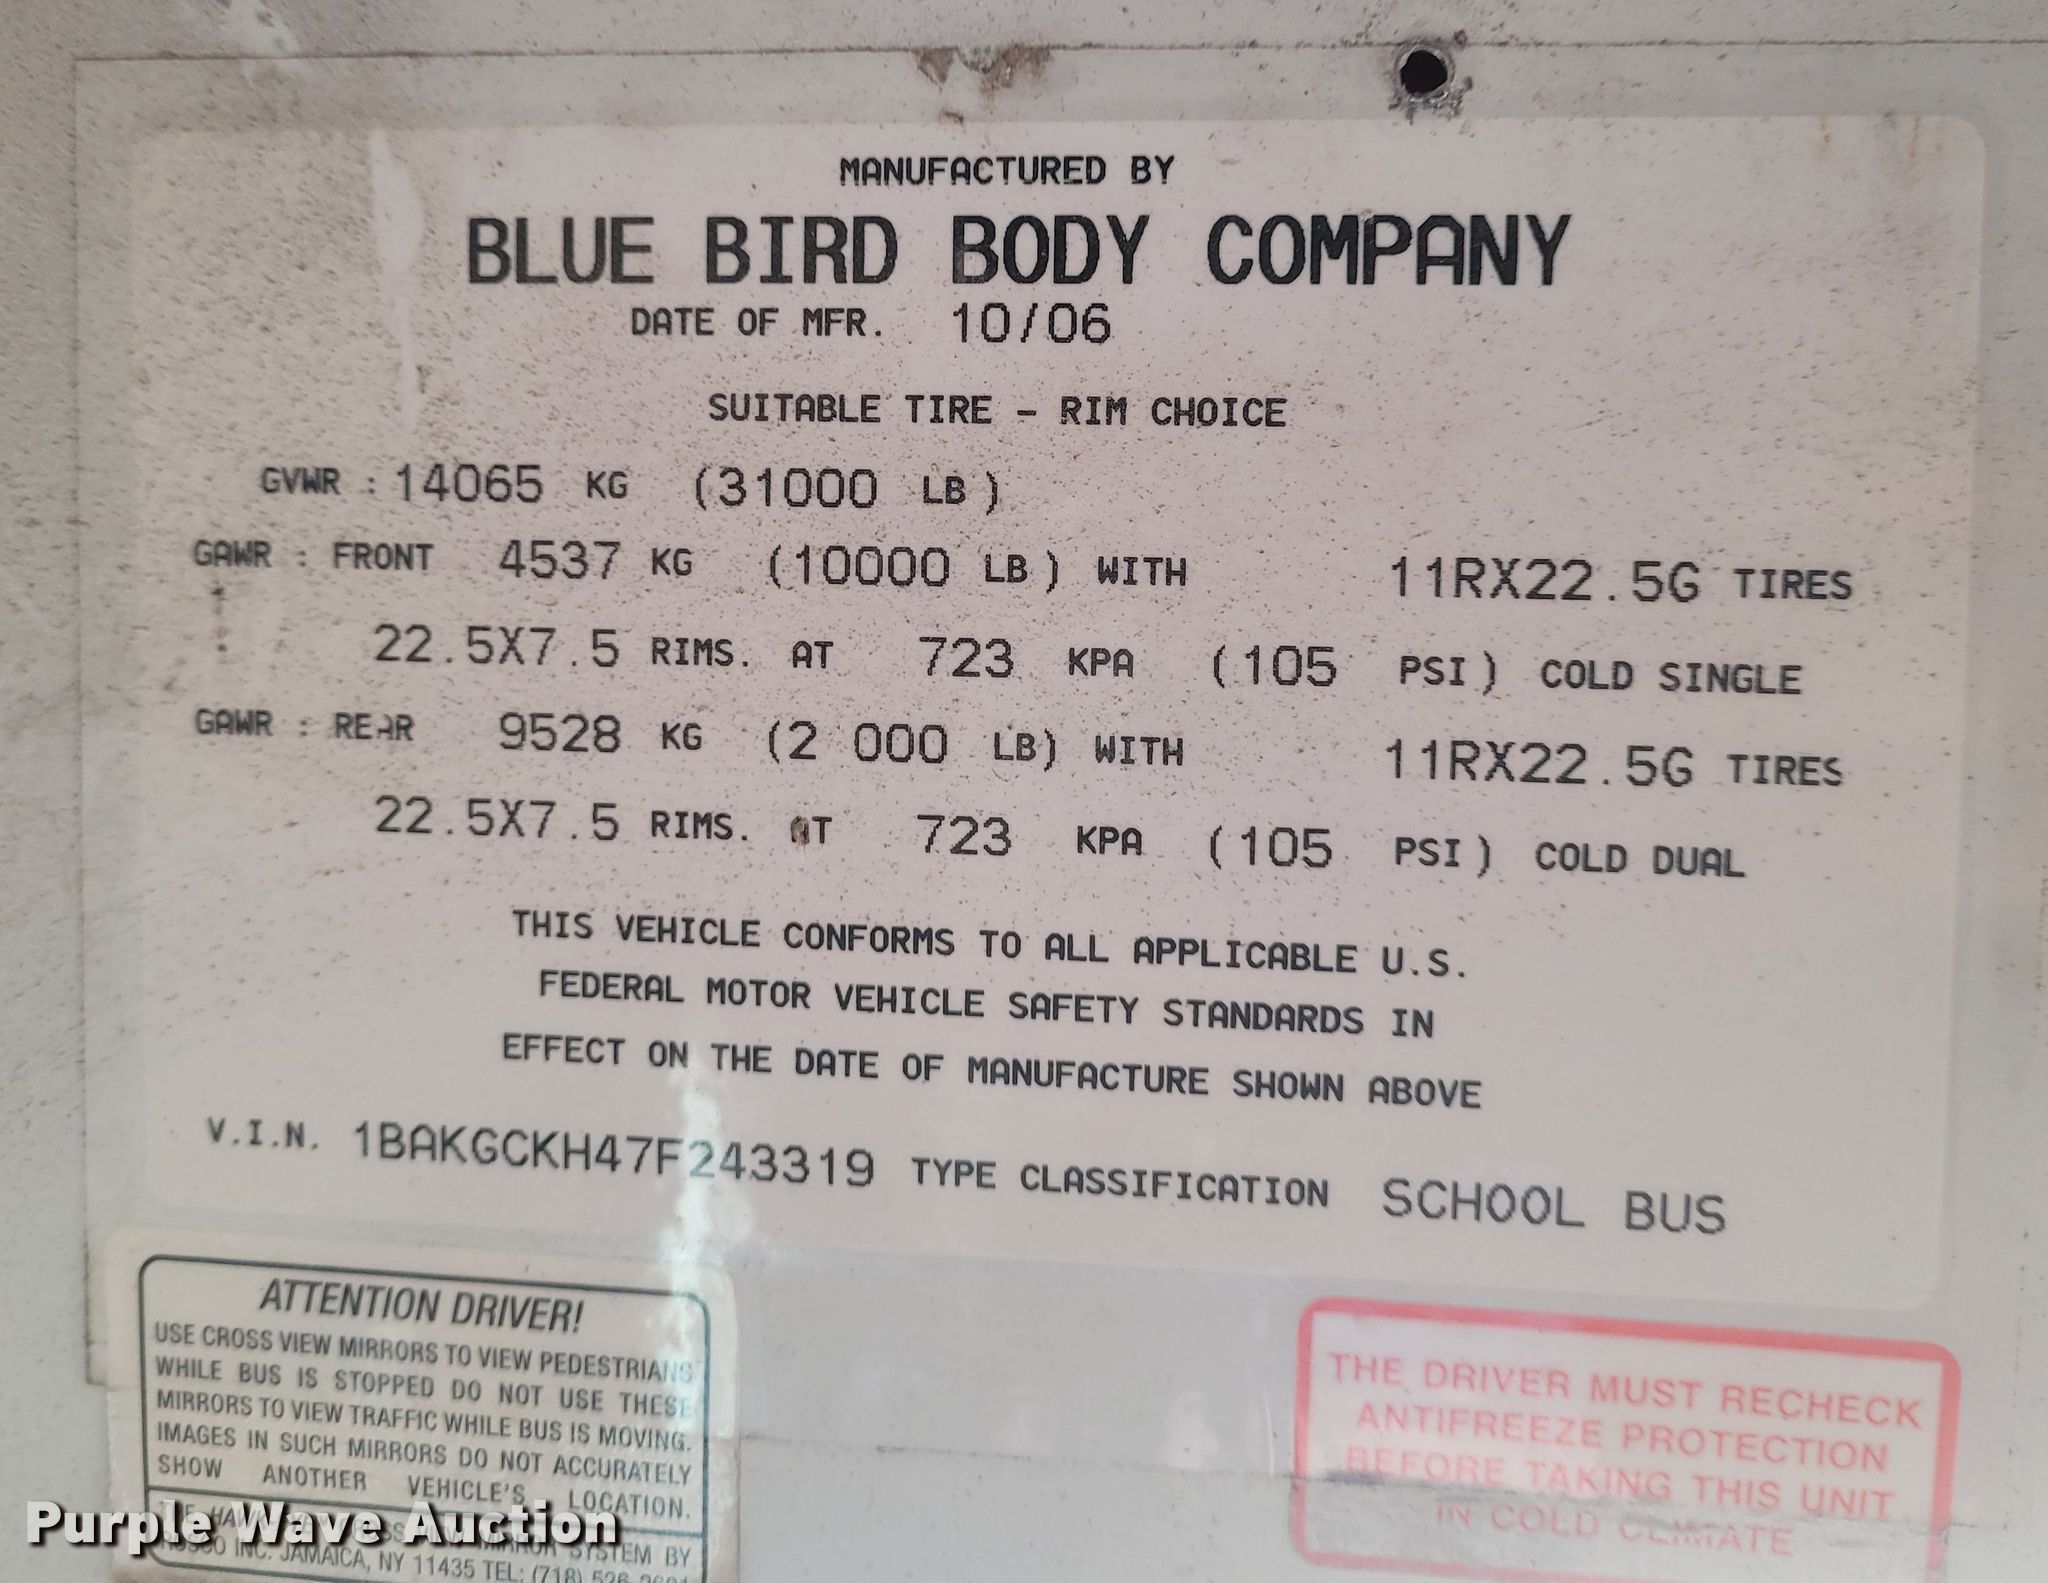 MANUFACTURED BY
BLUE BIRD BODY COMPANY
DATE OF MFR. 10/06
SUITABLE TIRE - RIM CHOICE
GVWR : 14065 KG (31000 LB)
GAWR : FRONT 4537 KG (10000 LB) WITH 11RX22.5G TIRES
22.5X7.5 RIMS. AT 723 KPA (105 PSI) COLD SINGLE
GAWR : REAR 9528 KG (2 000 LB) WITH 11RX22.5G TIRES
22.5X7.5 RIMS. AT 723 KPA (105 PSI) COLD DUAL
THIS VEHICLE CONFORMS TO ALL APPLICABLE U.S.
FEDERAL MOTOR VEHICLE SAFETY STANDARDS IN
EFFECT ON THE DATE OF MANUFACTURE SHOWN ABOVE
V.I.N. 1BAKGCKH47F243319 TYPE CLASSIFICATION SCHOOL BUS
ATTENTION DRIVER!
USE CROSS VIEW MIRRORS TO VIEW PEDESTRIANS
WHILE BUS IS STOPPED DO NOT USE THESE
MIRRORS TO VIEW TRAFFIC WHILE BUS IS MOVING.
IMAGES IN SUCH MIRRORS DO NOT ACCURATELY
SHOW ANOTHER VEHICLE'S LOCATION.
MIRROR SYSTEM BY
INC. JAMAICA, NY 11435 TEL: (718)
THE DRIVER MUST RECHECK
ANTIFREEZE PROTECTION
BEFORE TAKING THIS UNIT
IN COLD CLIMATE
Purple Wave Auction